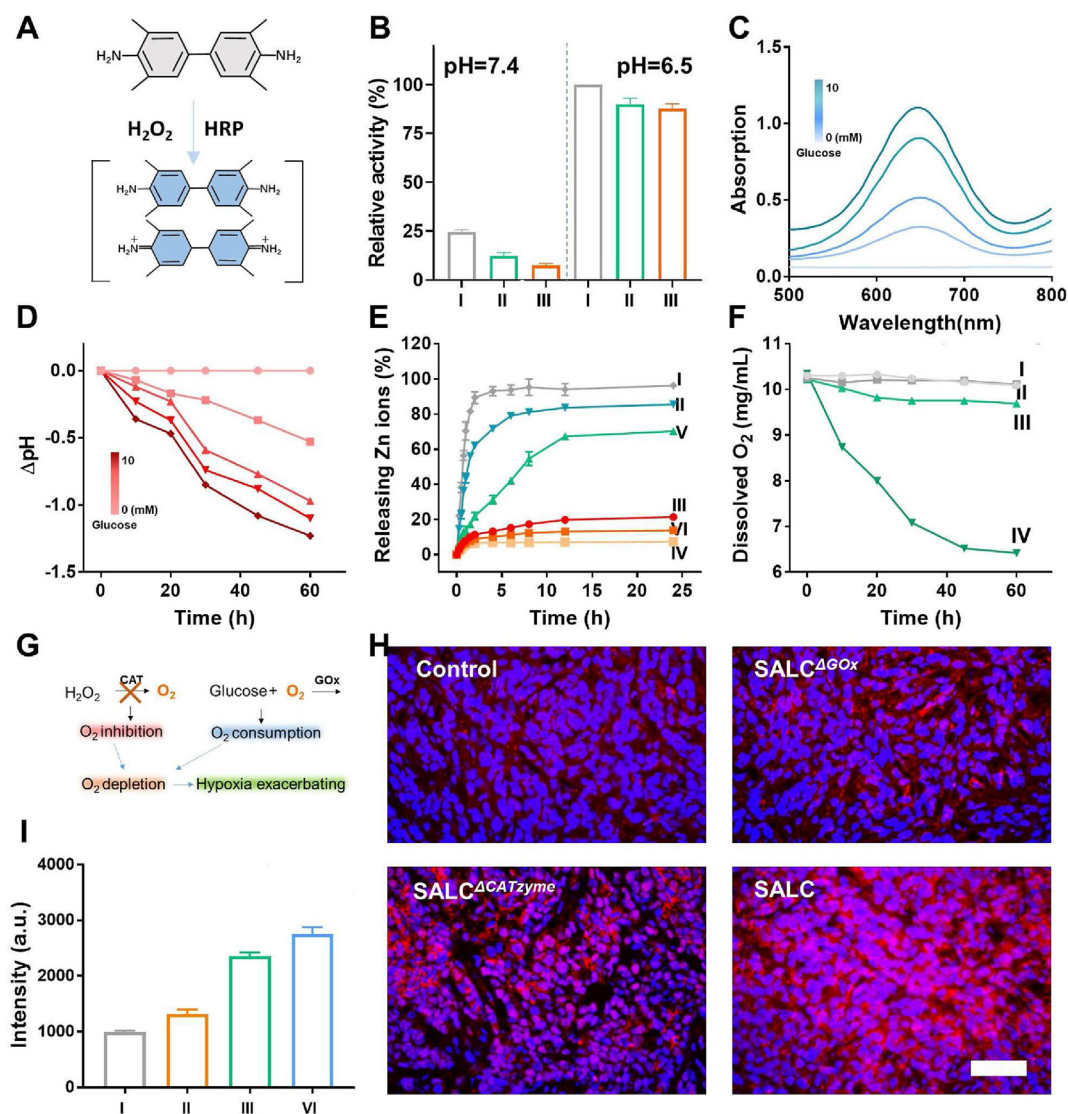 A
H₂N
NH₂
H₂O₂ HRP
H₂N
NH₂
H₂N
+
NH₂
+
B
Relative activity (%)
pH=7.4
pH=6.5
100
75
50
25
0
I II III I II III
C
Absorption
1.5
1.0
0.5
0.0
10
0 (mM)
Glucose
500 600 700 800
Wavelength(nm)
D
ΔpH
0.0
-0.5
-1.0
-1.5
10
0 (mM)
Glucose
0 20 40 60
Time (h)
E
Releasing Zn ions (%)
100
80
60
40
20
0
I
II
V
III
VI
IV
0 5 10 15 20 25
Time (h)
F
Dissolved O₂ (mg/mL)
11
10
9
8
7
6
I
II
III
IV
0 20 40 60
Time (h)
G
H₂O₂ CAT O₂
Glucose+ O₂ GOx
O₂ inhibition
O₂ consumption
O₂ depletion
Hypoxia exacerbating
H
Control
SALC^ΔGOx
SALC^ΔCATzyme
SALC
I
Intensity (a.u.)
4000
3000
2000
1000
0
I II III VI